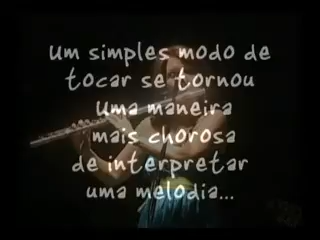 Um simples modo de
tocar se tornou
uma maneira
mais chorosa
de interpretar
uma melodia...